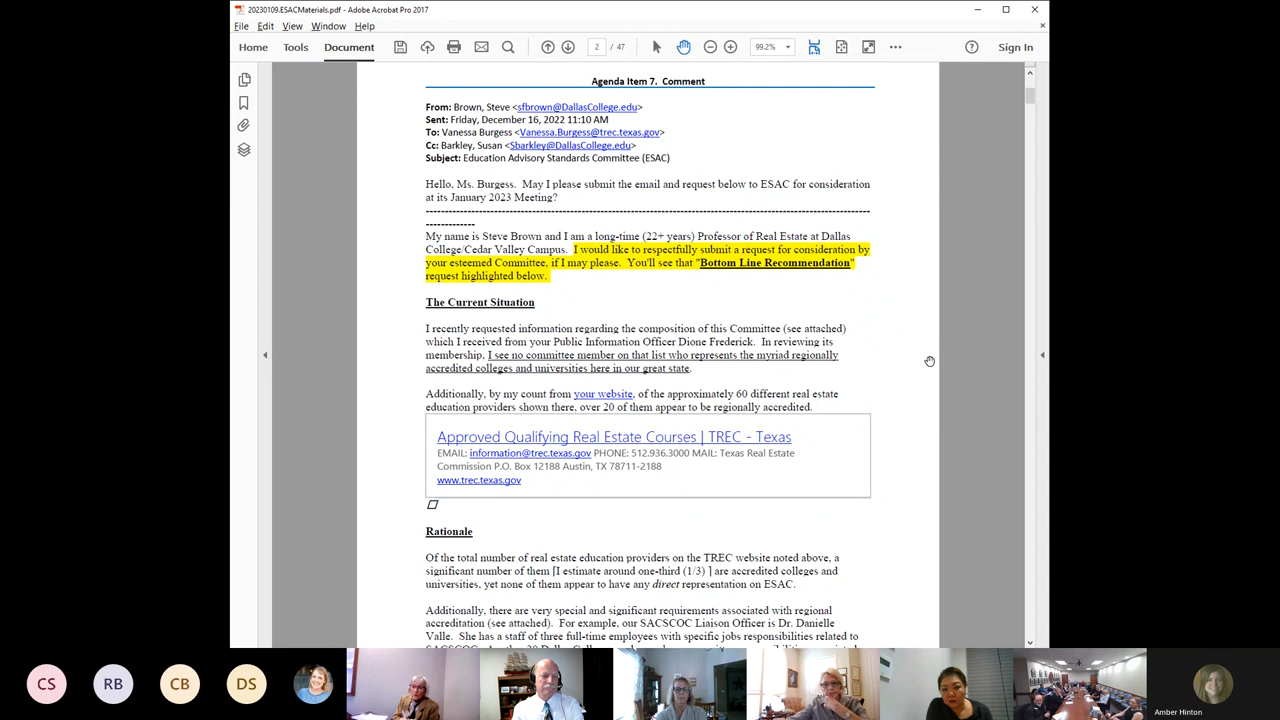 20230109.ESACMaterials.pdf - Adobe Acrobat Pro 2017
File Edit View Window Help
Home Tools Document 2 / 47 99.2% Sign In
Agenda Item 7. Comment
From: Brown, Steve <sfbrown@DallasCollege.edu>
Sent: Friday, December 16, 2022 11:10 AM
To: Vanessa Burgess <Vanessa.Burgess@trec.texas.gov>
Cc: Barkley, Susan <Sbarkley@DallasCollege.edu>
Subject: Education Advisory Standards Committee (ESAC)
Hello, Ms. Burgess. May I please submit the email and request below to ESAC for consideration
at its January 2023 Meeting?
My name is Steve Brown and I am a long-time (22+ years) Professor of Real Estate at Dallas
College/Cedar Valley Campus. I would like to respectfully submit a request for consideration by
your esteemed Committee, if I may please. You'll see that "Bottom Line Recommendation"
request highlighted below.
The Current Situation
I recently requested information regarding the composition of this Committee (see attached)
which I received from your Public Information Officer Dione Frederick. In reviewing its
membership, I see no committee member on that list who represents the myriad regionally
accredited colleges and universities here in our great state.
Additionally, by my count from your website, of the approximately 60 different real estate
education providers shown there, over 20 of them appear to be regionally accredited.
Approved Qualifying Real Estate Courses | TREC - Texas
EMAIL: information@trec.texas.gov PHONE: 512.936.3000 MAIL: Texas Real Estate
Commission P.O. Box 12188 Austin, TX 78711-2188
www.trec.texas.gov
Rationale
Of the total number of real estate education providers on the TREC website noted above, a
significant number of them [I estimate around one-third (1/3) ] are accredited colleges and
universities, yet none of them appear to have any direct representation on ESAC.
Additionally, there are very special and significant requirements associated with regional
accreditation (see attached). For example, our SACSCOC Liaison Officer is Dr. Danielle
Valle. She has a staff of three full-time employees with specific jobs responsibilities related to
CS RB CB DS
Amber Hinton